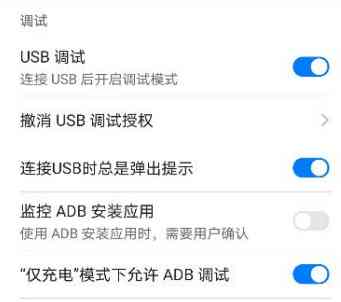 调试
USB 调试
连接 USB 后开启调试模式
撤消 USB 调试授权
连接USB时总是弹出提示
监控 ADB 安装应用
使用 ADB 安装应用时，需要用户确认
“仅充电”模式下允许 ADB 调试